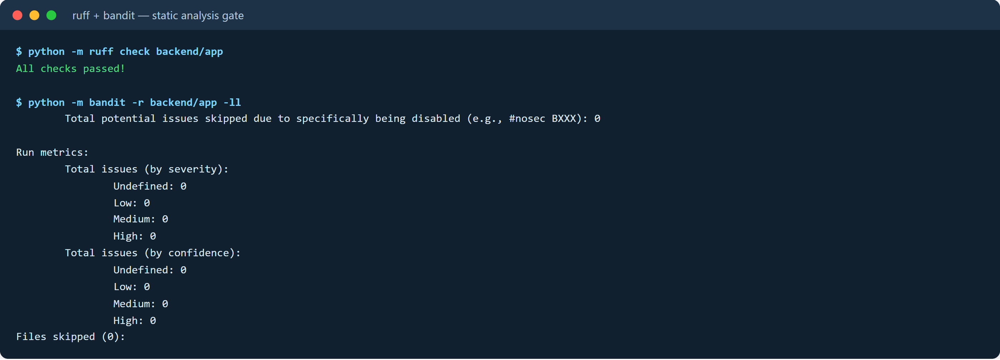 ruff + bandit — static analysis gate
$ python -m ruff check backend/app
All checks passed!
$ python -m bandit -r backend/app -ll
Total potential issues skipped due to specifically being disabled (e.g., #nosec BXXX): 0
Run metrics:
Total issues (by severity):
Undefined: 0
Low: 0
Medium: 0
High: 0
Total issues (by confidence):
Undefined: 0
Low: 0
Medium: 0
High: 0
Files skipped (0):